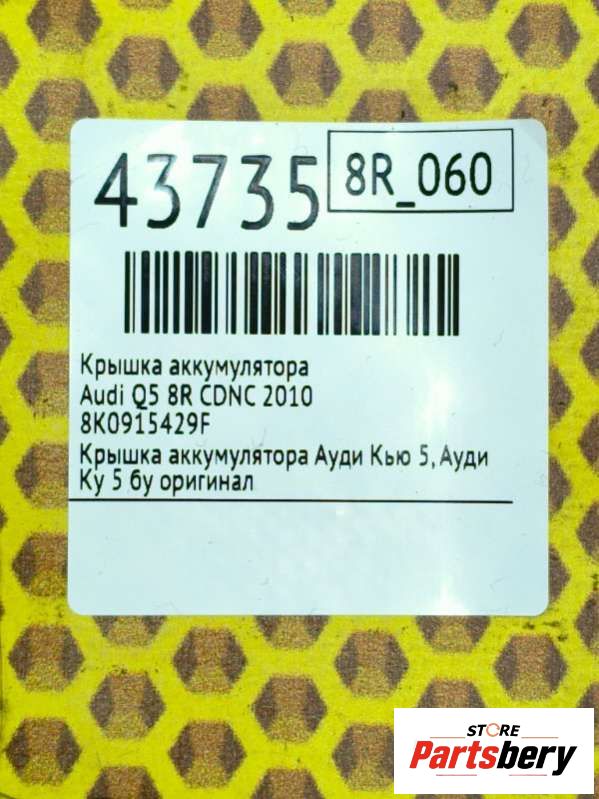 43735
8R_060
Крышка аккумулятора
Audi Q5 8R CDNC 2010
8K0915429F
Крышка аккумулятора Ауди Кью 5, Ауди
Ку 5 бу оригинал
STORE
Partsbery